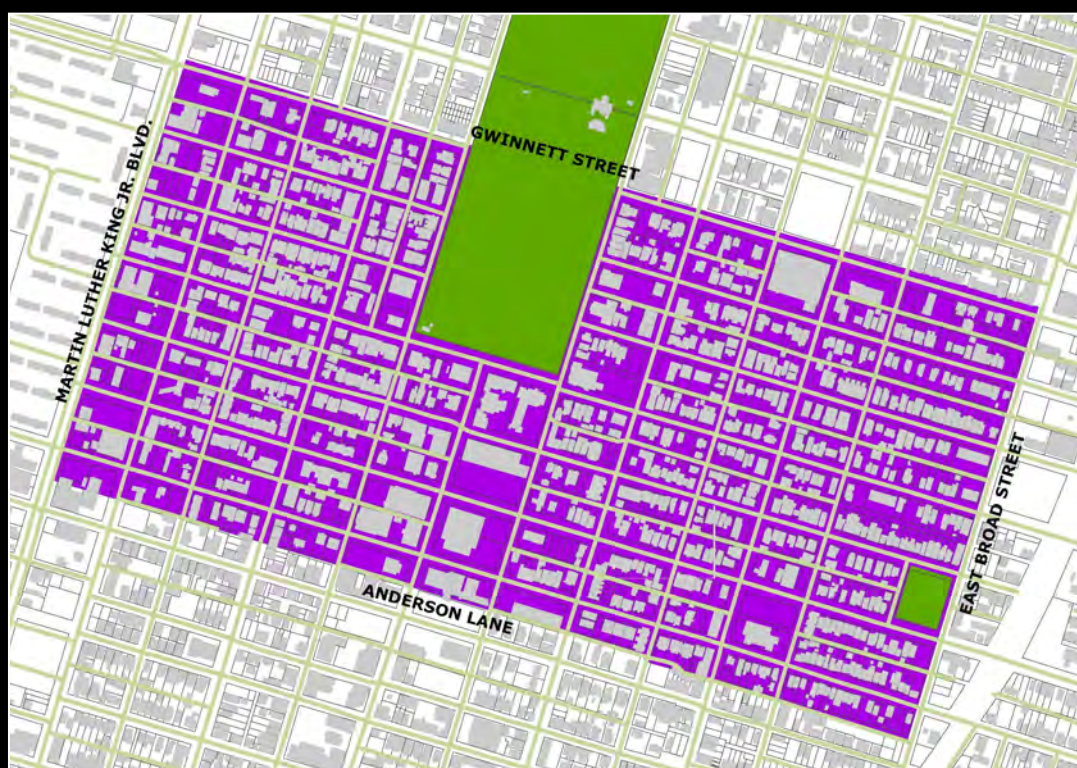 GWINNETT STREET
MARTIN LUTHER KING JR. BLVD.
EAST BROAD STREET
ANDERSON LANE